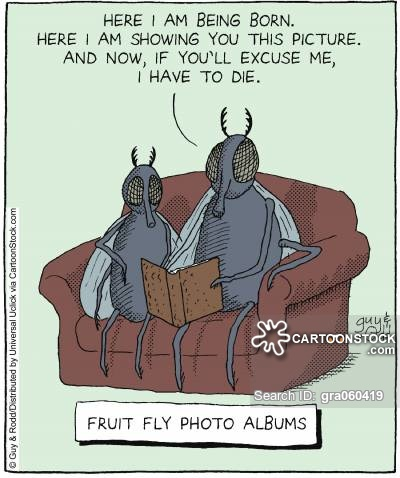 HERE I AM BEING BORN.
HERE I AM SHOWING YOU THIS PICTURE.
AND NOW, IF YOU'LL EXCUSE ME,
I HAVE TO DIE.
© Guy & Rodd/Distributed by Universal Uclick via CartoonStock.com
guy &
CARTOONSTOCK
.com
Search ID: gra060419
FRUIT FLY PHOTO ALBUMS